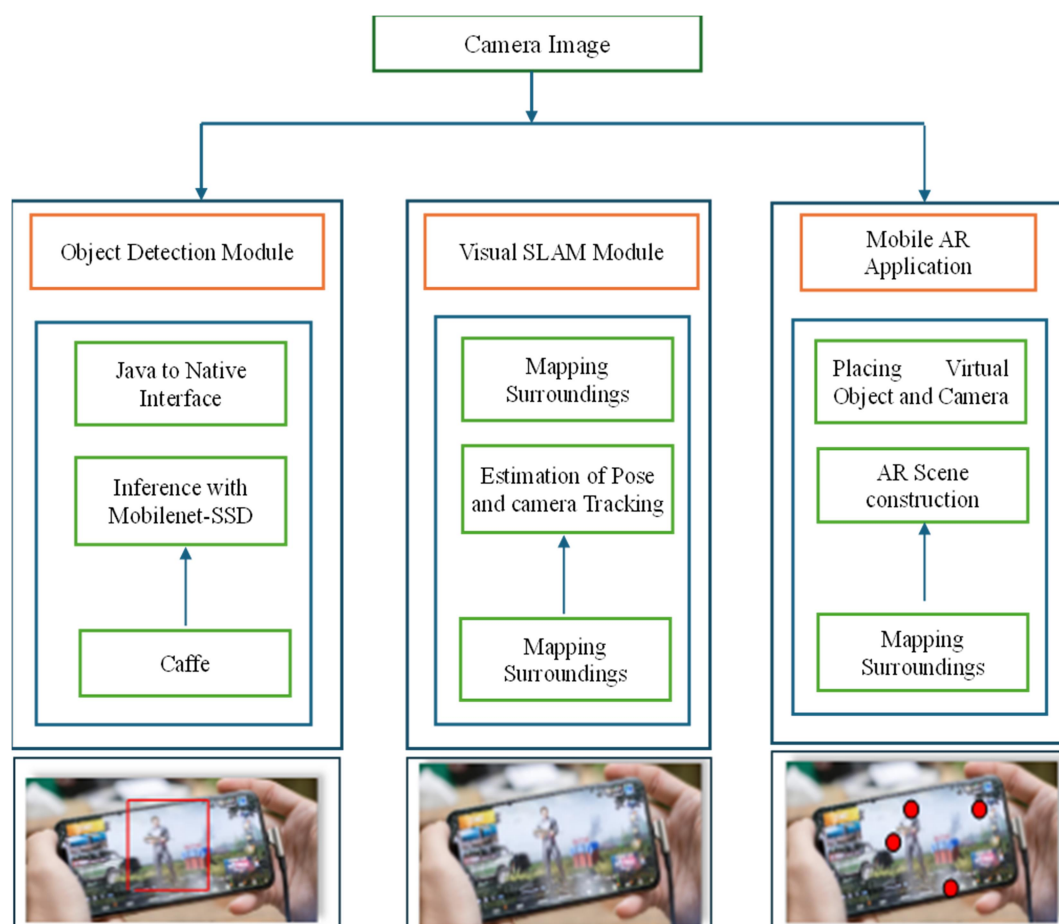 Camera Image
Object Detection Module
Java to Native
Interface
Inference with
Mobilenet-SSD
Caffe
Visual SLAM Module
Mapping
Surroundings
Estimation of Pose
and camera Tracking
Mapping
Surroundings
Mobile AR
Application
Placing Virtual
Object and Camera
AR Scene
construction
Mapping
Surroundings